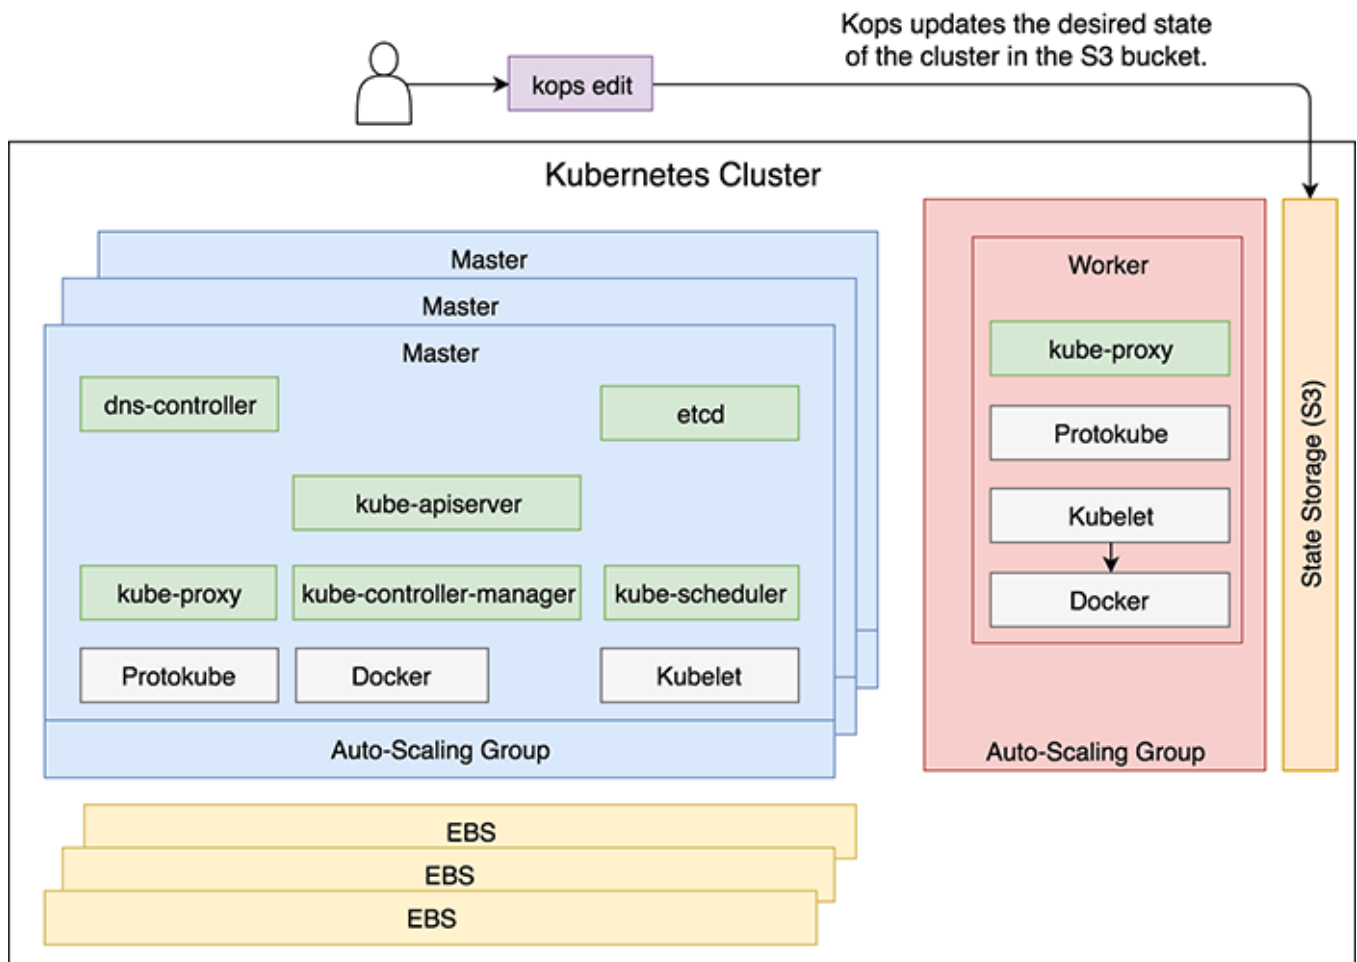 Kops updates the desired state
of the cluster in the S3 bucket.
kops edit
Kubernetes Cluster
Master
Master
Master
dns-controller
etcd
kube-apiserver
kube-proxy
kube-controller-manager
kube-scheduler
Protokube
Docker
Kubelet
Auto-Scaling Group
Worker
kube-proxy
Protokube
Kubelet
Docker
Auto-Scaling Group
State Storage (S3)
EBS
EBS
EBS